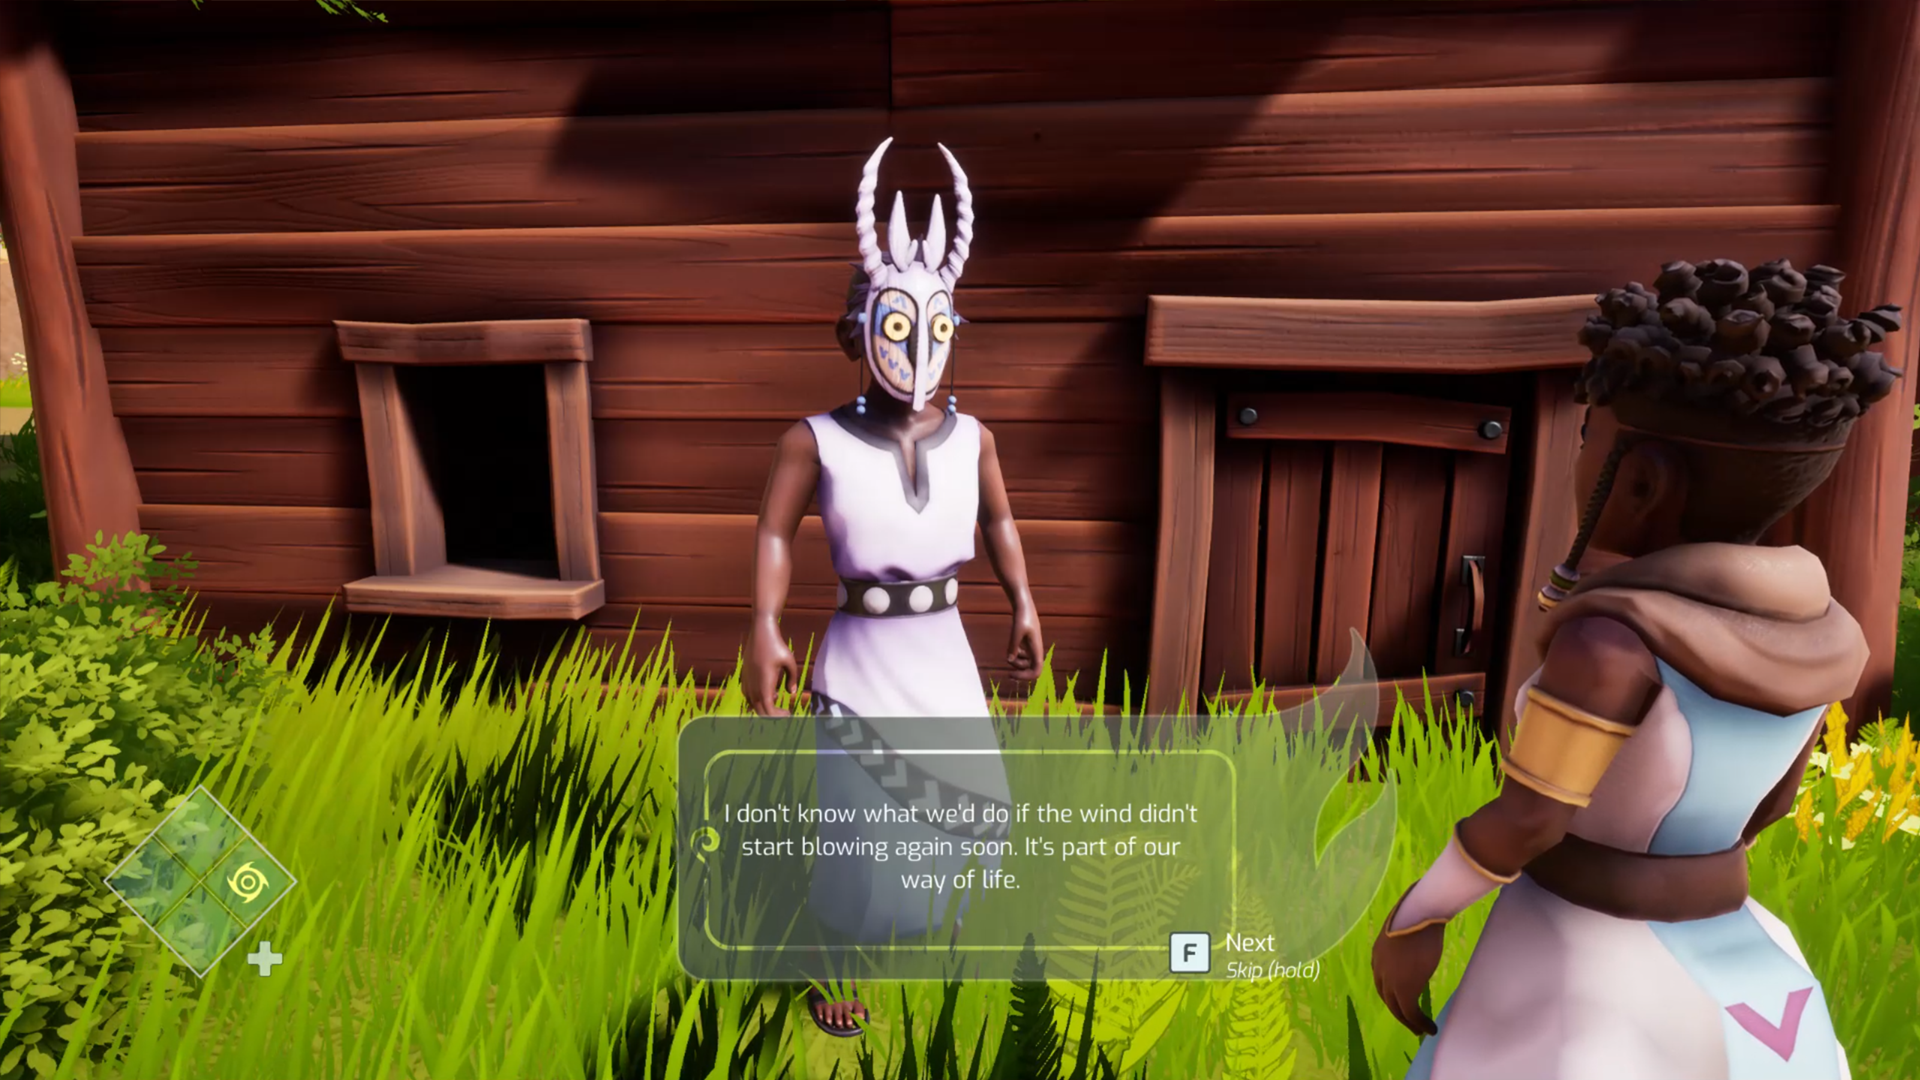 I don't know what we'd do if the wind didn't
start blowing again soon. It's part of our
way of life.
F
Next
Skip (hold)